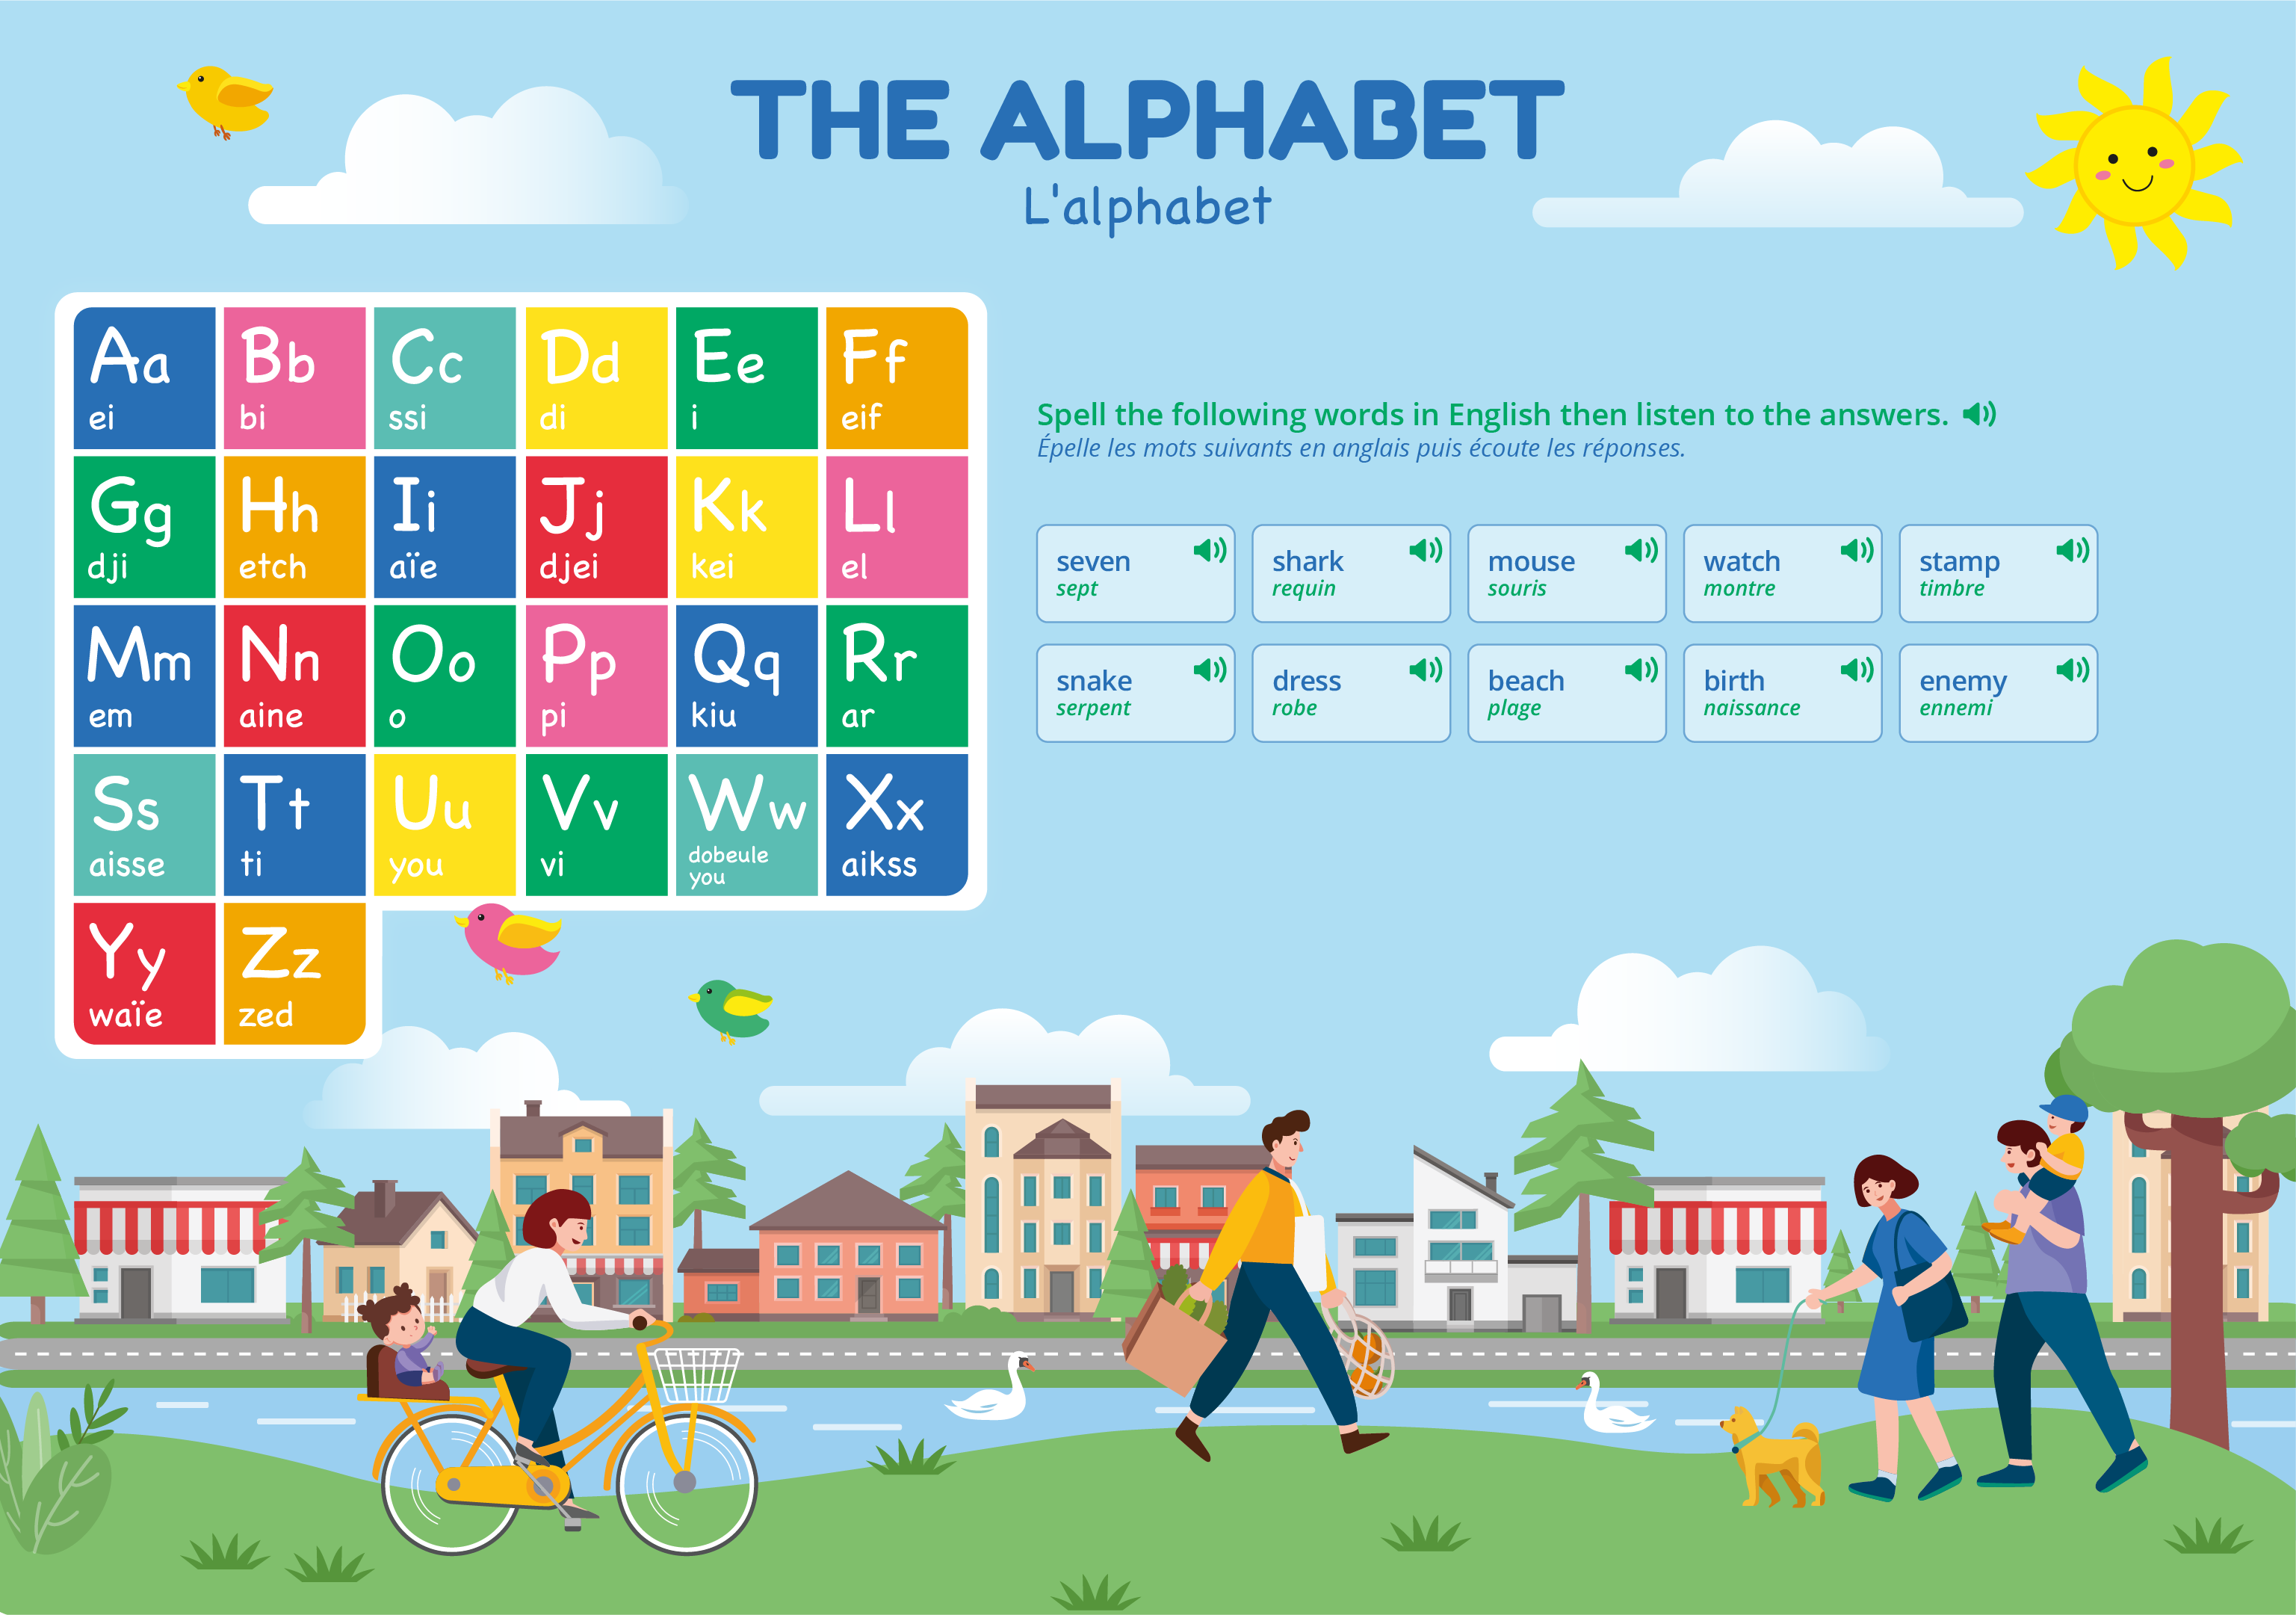 THE ALPHABET
L'alphabet
Aa
ei
Bb
bi
Cc
ssi
Dd
di
Ee
i
Ff
eif
Gg
dji
Hh
etch
Ii
aïe
Jj
djei
Kk
kei
Ll
el
Mm
em
Nn
aine
Oo
o
Pp
pi
Qq
kiu
Rr
ar
Ss
aisse
Tt
ti
Uu
you
Vv
vi
Ww
dobeule
you
Xx
aikss
Yy
waïe
Zz
zed
Spell the following words in English then listen to the answers.
Épelle les mots suivants en anglais puis écoute les réponses.
seven
sept
shark
requin
mouse
souris
watch
montre
stamp
timbre
snake
serpent
dress
robe
beach
plage
birth
naissance
enemy
ennemi